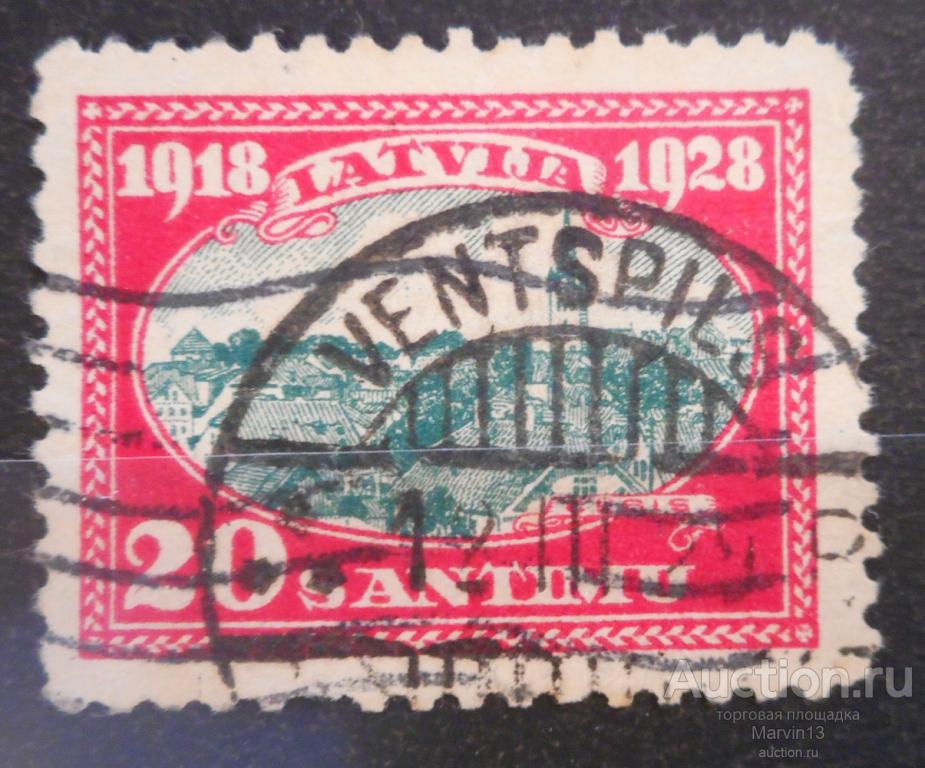 1918 LATVIJA 1928
VENTSPILS
20 SANTIMU
Auction.ru
торговая площадка
Marvin13
auction.ru